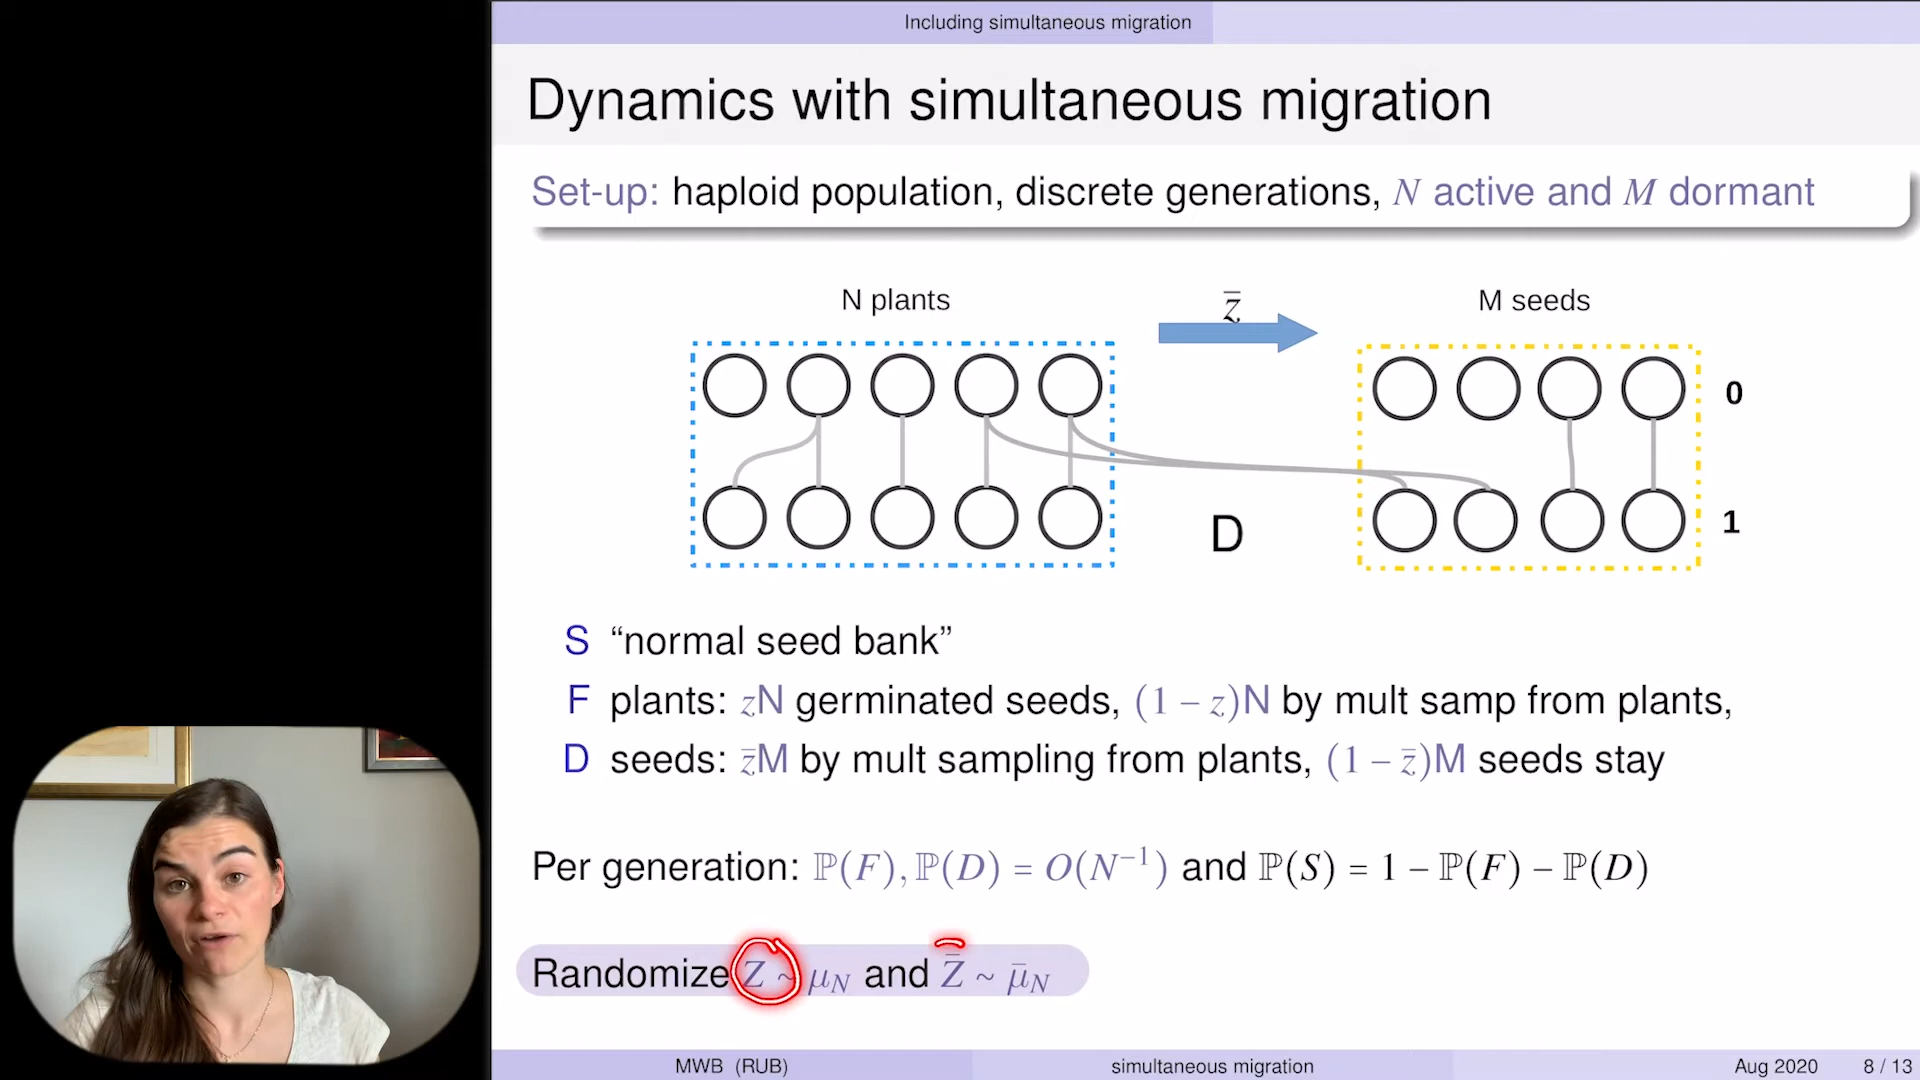 Including simultaneous migration
Dynamics with simultaneous migration
Set-up: haploid population, discrete generations, N active and M dormant
N plants
z̄
M seeds
0
D
1
S "normal seed bank"
F plants: zN germinated seeds, (1 – z)N by mult samp from plants,
D seeds: z̄M by mult sampling from plants, (1 – z̄)M seeds stay
Per generation: ℙ(F), ℙ(D) = O(N⁻¹) and ℙ(S) = 1 – ℙ(F) – ℙ(D)
Randomize Z ~ μ_N and Z̄ ~ μ̄_N
MWB (RUB)
simultaneous migration
Aug 2020
8 / 13